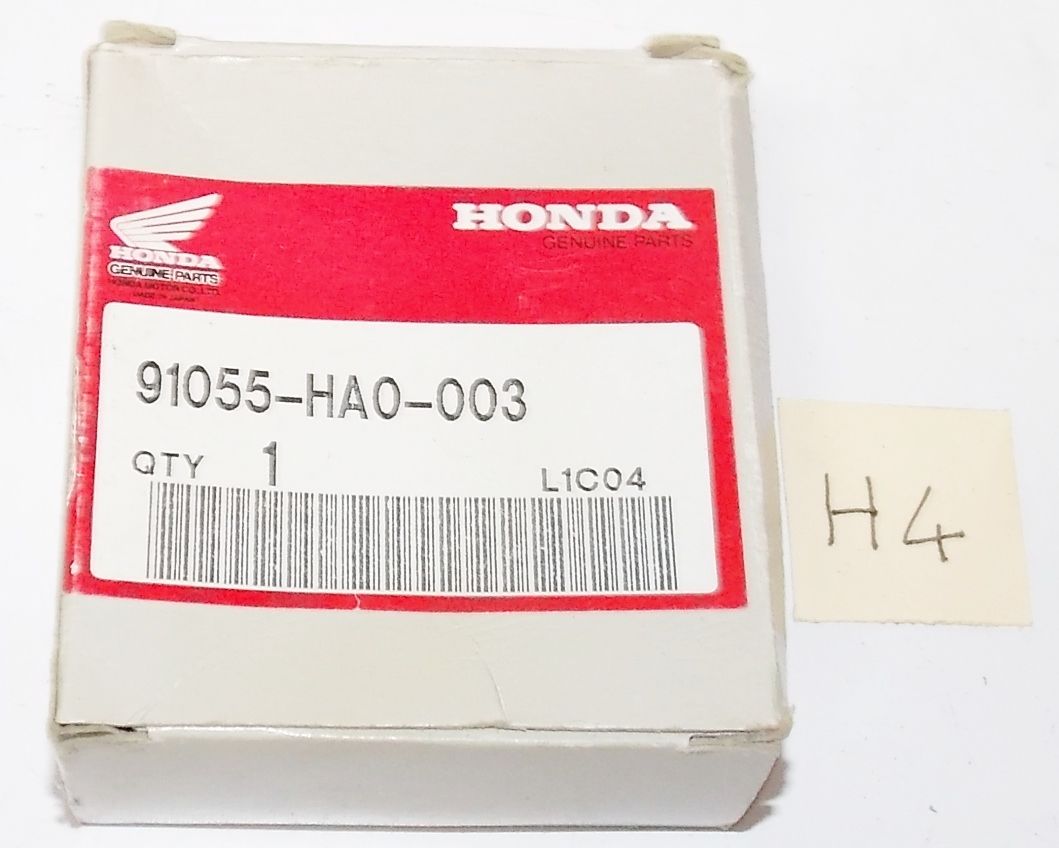 HONDA
GENUINE PARTS
HONDA
GENUINE PARTS
HONDA MOTOR CO., LTD.
MADE IN JAPAN
91055-HA0-003
QTY 1
L1C04
H4